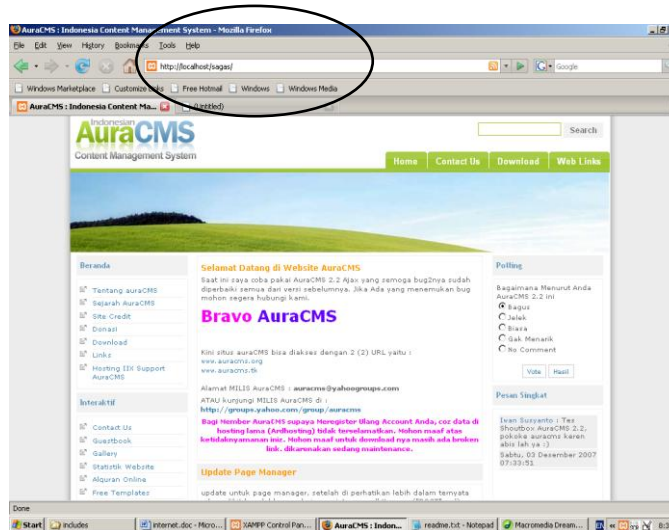 AuraCMS : Indonesia Content Management System - Mozilla Firefox
File Edit View History Bookmarks Tools Help
http://localhost/sagas/
Google
Windows Marketplace Customize Links Free Hotmail Windows Windows Media
AuraCMS : Indonesia Content Ma... (Untitled)
Indonesian
AuraCMS
Content Management System
Search
Home Contact Us Download Web Links
Beranda
Tentang auraCMS
Sejarah AuraCMS
Site Credit
Donasi
Download
Links
Hosting IIX Support
AuraCMS
Interaktif
Contact Us
Guestbook
Gallery
Statistik Website
Alquran Online
Free Templates
Selamat Datang di Website AuraCMS
Saat ini saya coba pakai AuraCMS 2.2 Ajax yang semoga bug2nya sudah
diperbaiki semua dari versi sebelumnya. Jika Ada yang menemukan bug
mohon segera hubungi kami.
Bravo AuraCMS
Kini situs auraCMS bisa diakses dengan 2 (2) URL yaitu :
www.auracms.org
www.auracms.tk
Alamat MILIS AuraCMS : auracms@yahoogroups.com
ATAU kunjungi MILIS AuraCMS di :
http://groups.yahoo.com/group/auracms
Bagi Member AuraCMS supaya Meregister Ulang Account Anda, coz data di
hosting lama (Ardhosting) tidak terselamatkan. Mohon maaf atas
ketidaknyamanan iniz. Mohon maaf untuk download nya masih ada broken
link. dikarenakan sedang maintenance.
Update Page Manager
update untuk page manager, setelah di perhatikan lebih dalam ternyata
Polling
Bagaimana Menurut Anda
AuraCMS 2.2 ini
Bagus
Jelek
Biasa
Gak Menarik
No Comment
Vote Hasil
Pesan Singkat
Iwan Susyanto : Tes
Shoutbox AuraCMS 2.2,
pokoka auracms karen
abis lah ya :)
Sabtu, 03 Desember 2007
07:33:51
Done
Start includes internet.doc - Micro... XAMPP Control Pan... AuraCMS : Indon... readme.txt - Notepad Macromedia Dream...